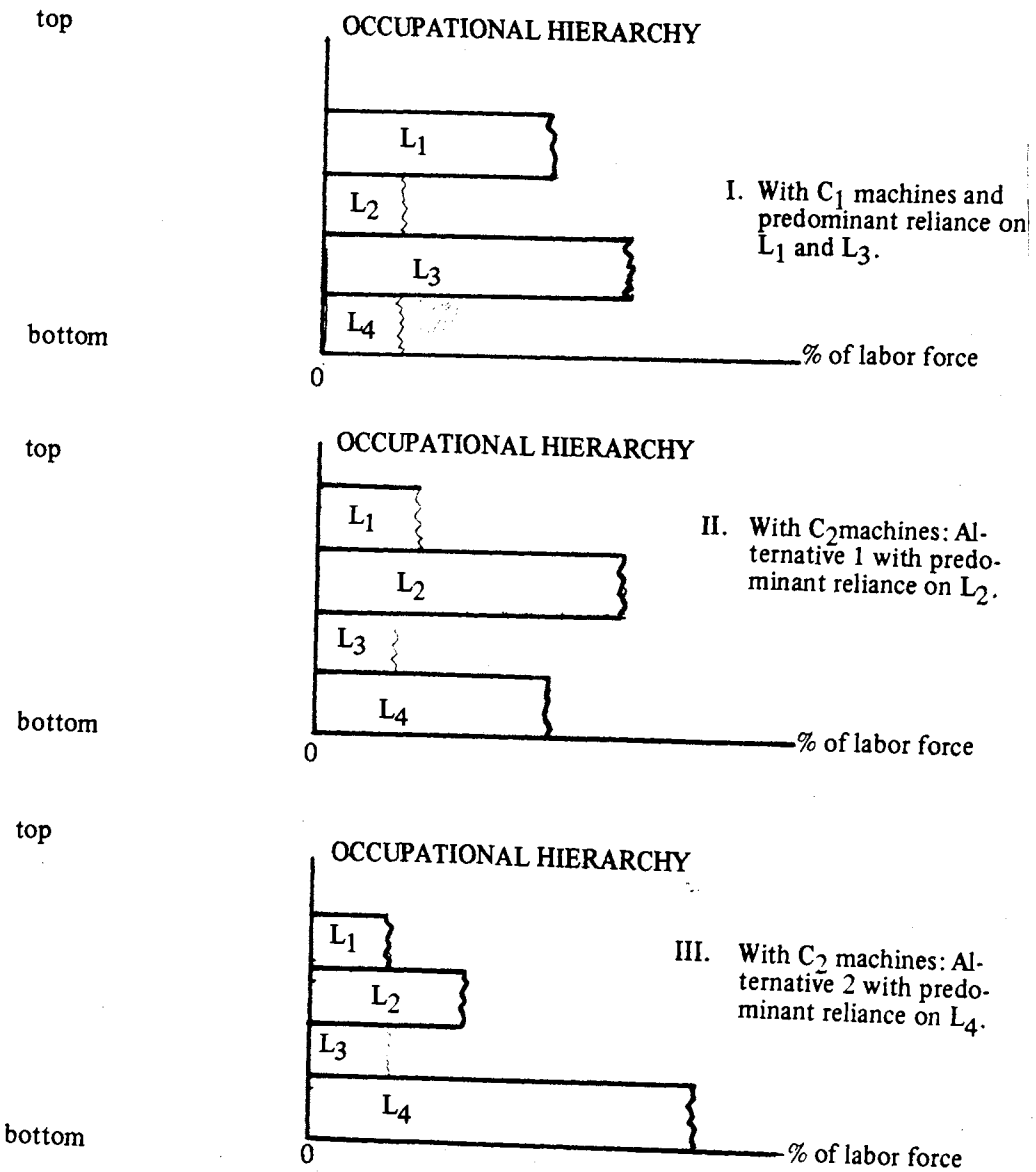 top
OCCUPATIONAL HIERARCHY
L1
L2
I. With C1 machines and
predominant reliance on
L1 and L3.
L3
L4
bottom
% of labor force
0
top
OCCUPATIONAL HIERARCHY
L1
II. With C2machines: Al-
ternative 1 with predo-
minant reliance on L2.
L2
L3
L4
bottom
% of labor force
0
top
OCCUPATIONAL HIERARCHY
L1
III. With C2 machines: Al-
ternative 2 with predo-
minant reliance on L4.
L2
L3
L4
bottom
% of labor force
0